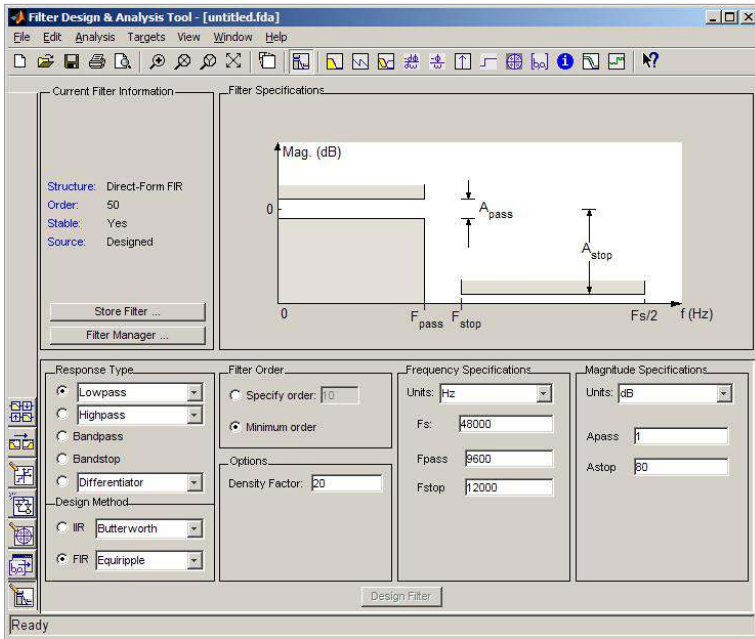 Filter Design & Analysis Tool - [untitled.fda]
File Edit Analysis Targets View Window Help
Current Filter Information
Structure: Direct-Form FIR
Order: 50
Stable: Yes
Source: Designed
Store Filter ...
Filter Manager ...
Filter Specifications
Mag. (dB)
0
A pass
A stop
0
F pass
F stop
Fs/2
f (Hz)
Response Type
Lowpass
Highpass
Bandpass
Bandstop
Differentiator
Design Method
IIR Butterworth
FIR Equiripple
Filter Order
Specify order: 10
Minimum order
Options
Density Factor: 20
Frequency Specifications
Units: Hz
Fs: 48000
Fpass 9600
Fstop 12000
Magnitude Specifications
Units: dB
Apass 1
Astop 80
Design Filter
Ready